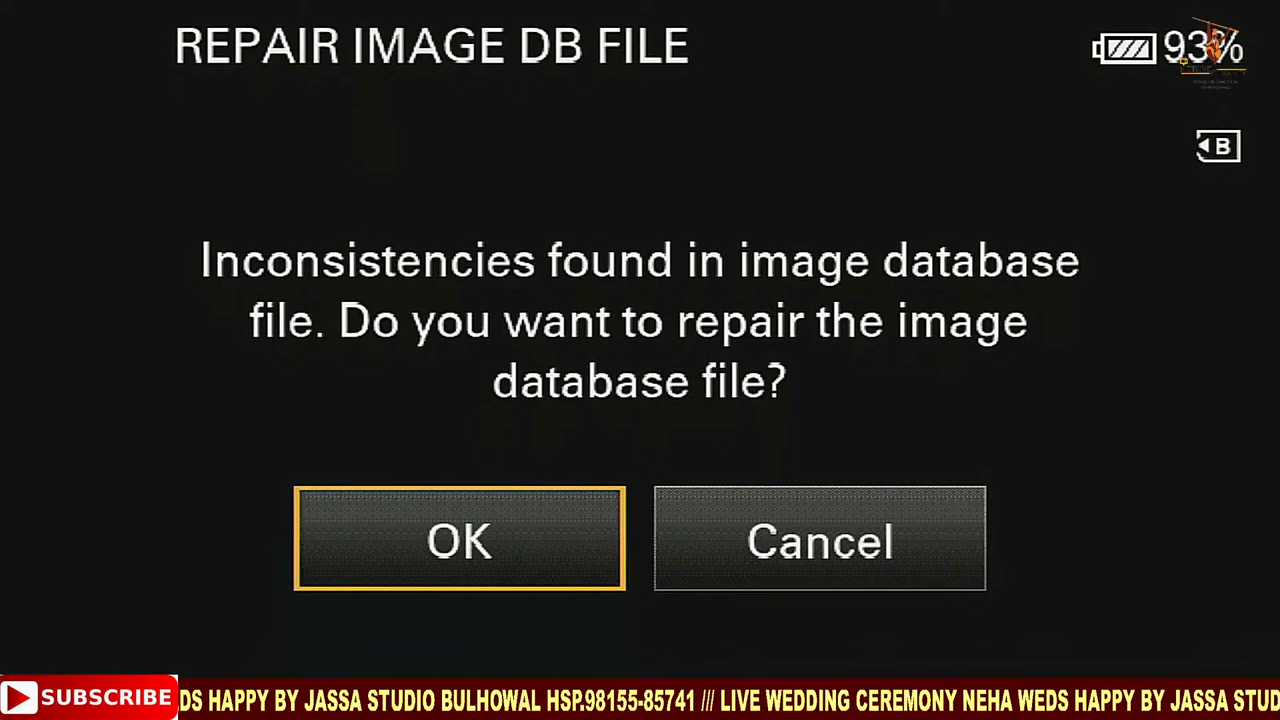 REPAIR IMAGE DB FILE
93%
B
Inconsistencies found in image database
file. Do you want to repair the image
database file?
OK
Cancel
SUBSCRIBE
DS HAPPY BY JASSA STUDIO BULHOWAL HSP.98155-85741 /// LIVE WEDDING CEREMONY NEHA WEDS HAPPY BY JASSA STUD